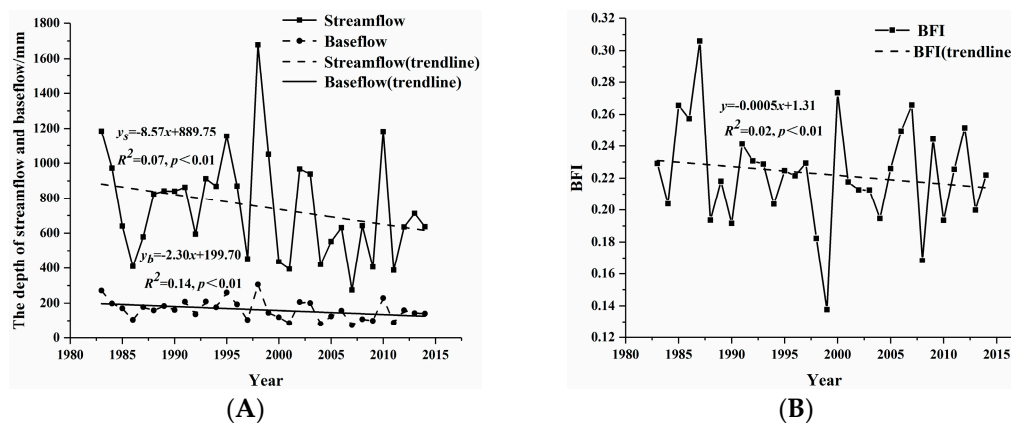 1800
1600
1400
1200
1000
800
600
400
200
0
The depth of streamflow and baseflow/mm
Streamflow
Baseflow
Streamflow(trendline)
Baseflow(trendline)
yₛ=-8.57x+889.75
R²=0.07, p＜0.01
y_b=-2.30x+199.70
R²=0.14, p＜0.01
1980 1985 1990 1995 2000 2005 2010 2015
Year
(A)
0.32
0.30
0.28
0.26
0.24
0.22
0.20
0.18
0.16
0.14
0.12
BFI
BFI
BFI(trendline)
y=-0.0005x+1.31
R²=0.02, p＜0.01
1980 1985 1990 1995 2000 2005 2010 2015
Year
(B)